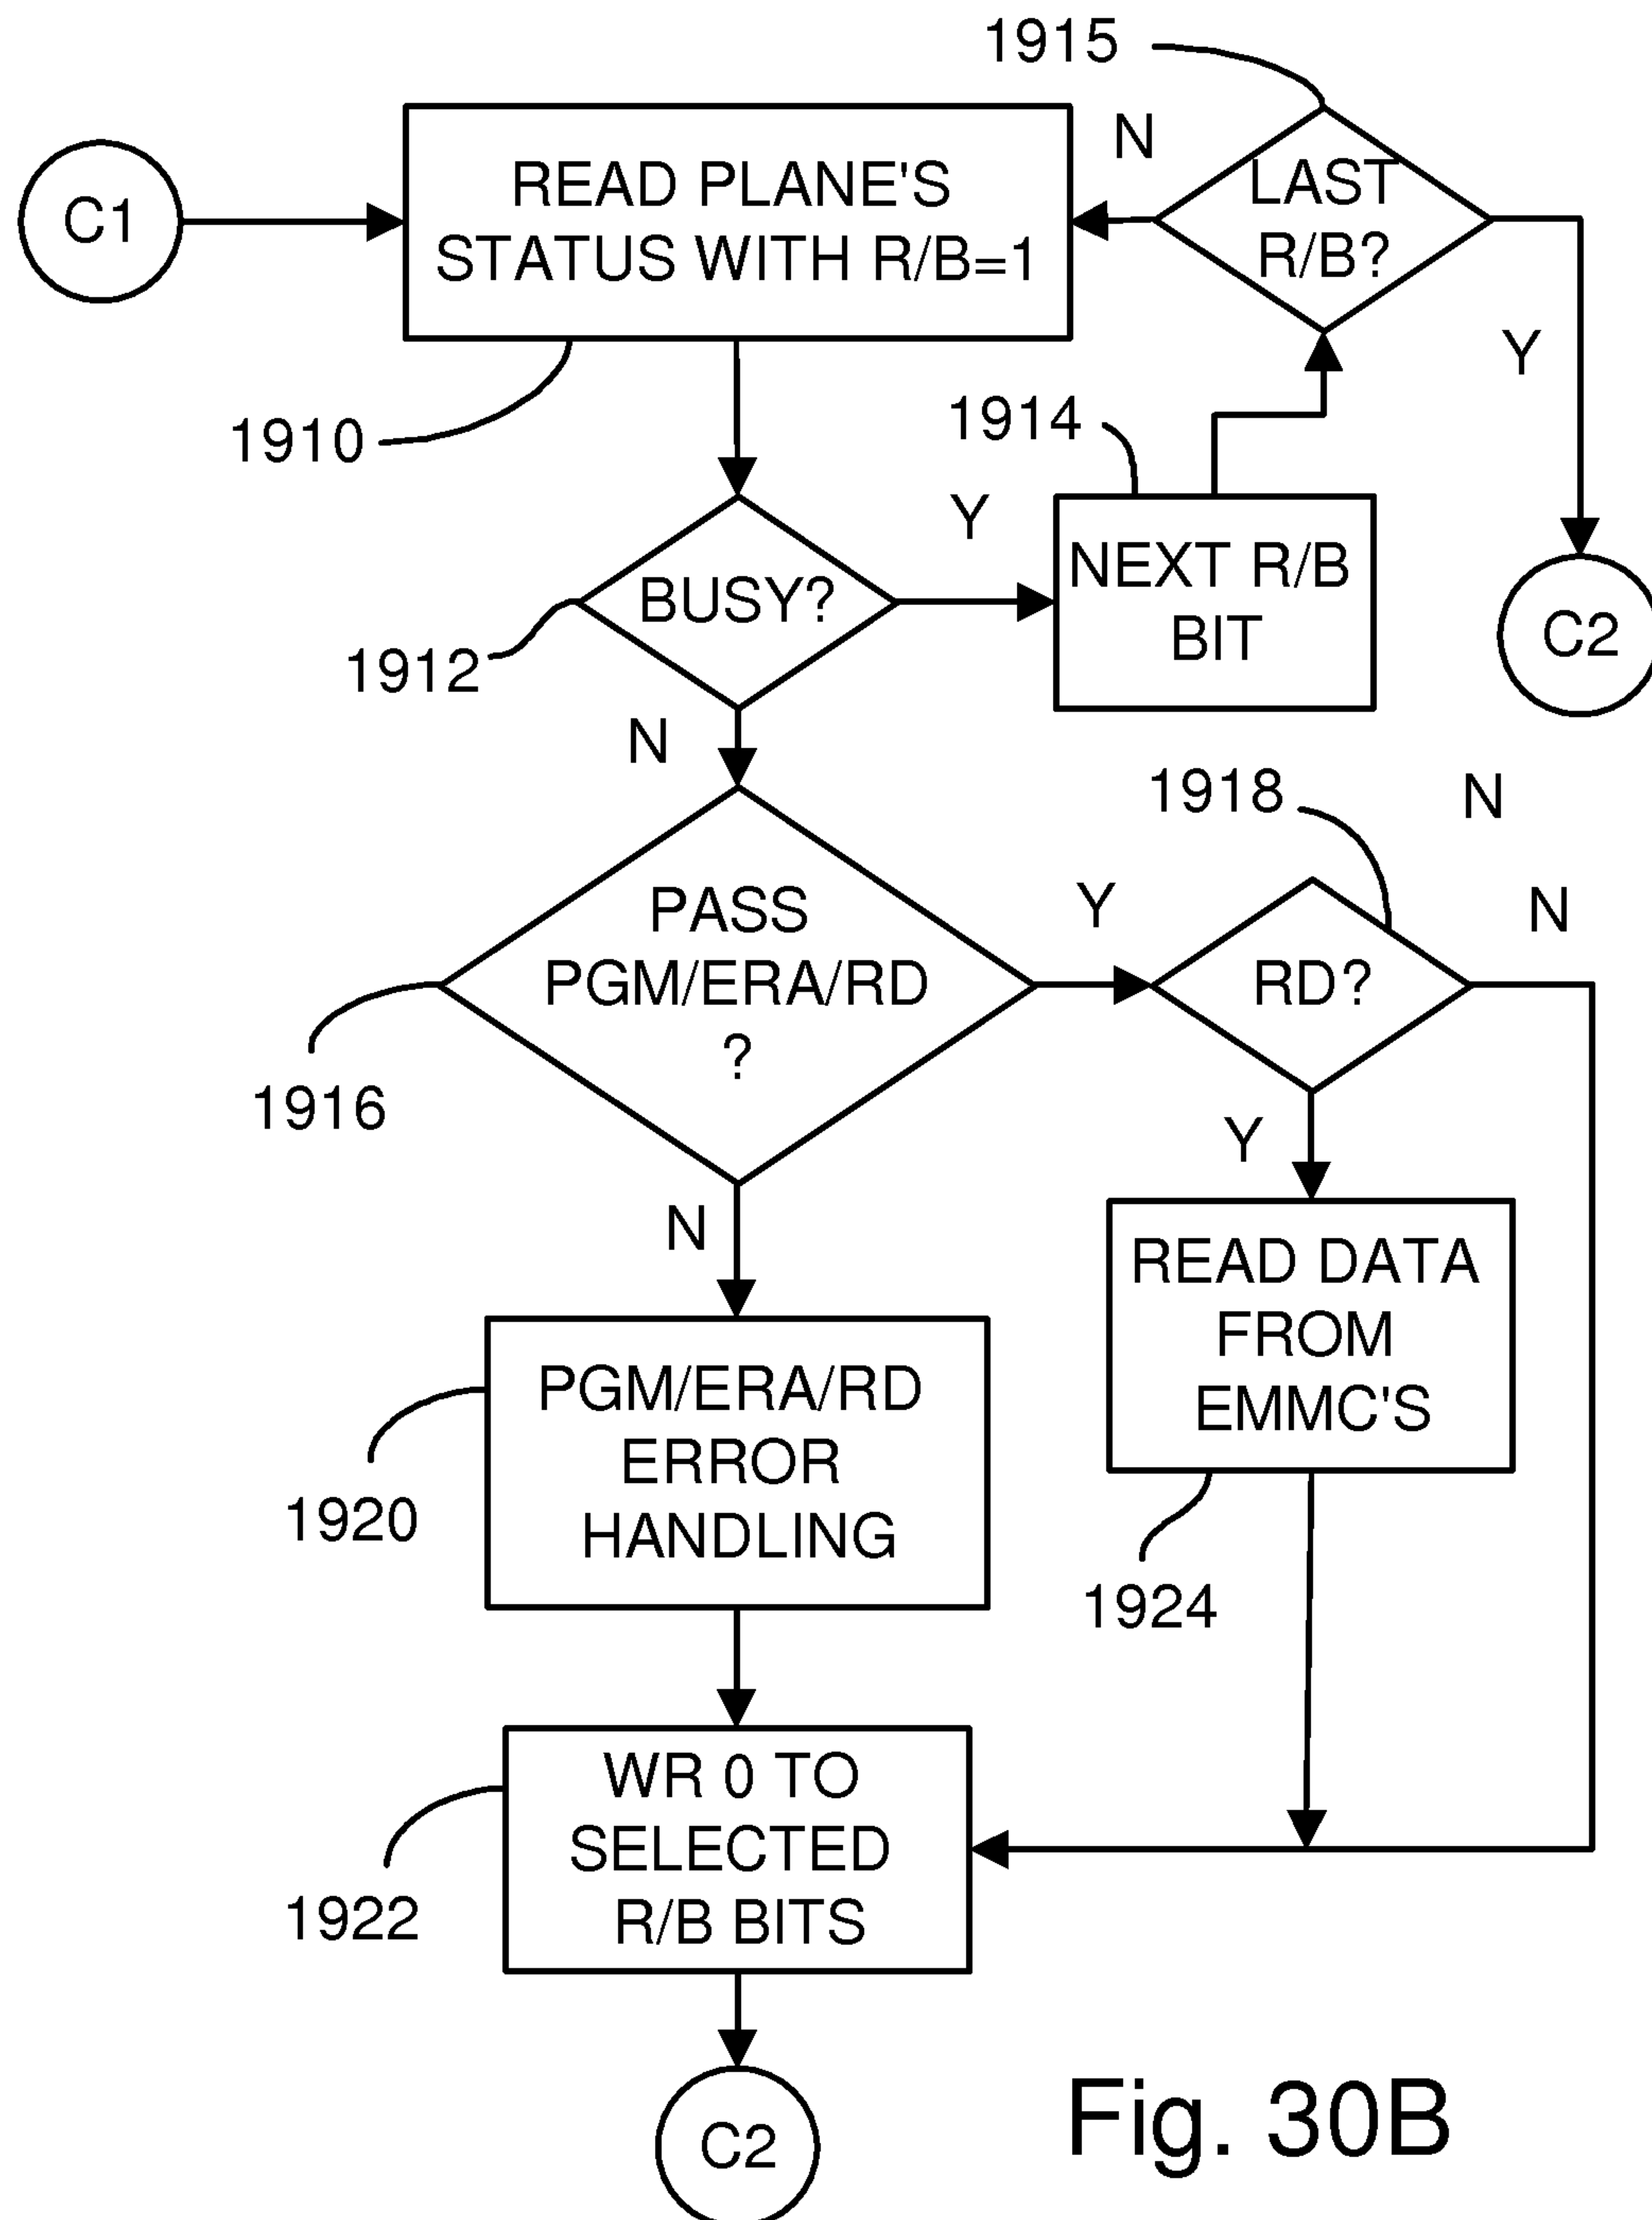 1915
N
C1
READ PLANE'S
STATUS WITH R/B=1
LAST
R/B?
Y
1910
1914
Y
NEXT R/B
BIT
BUSY?
1912
C2
N
1918
N
PASS
PGM/ERA/RD
?
Y
RD?
N
1916
Y
N
READ DATA
FROM
EMMC'S
PGM/ERA/RD
ERROR
HANDLING
1920
1924
WR 0 TO
SELECTED
R/B BITS
1922
C2
Fig. 30B